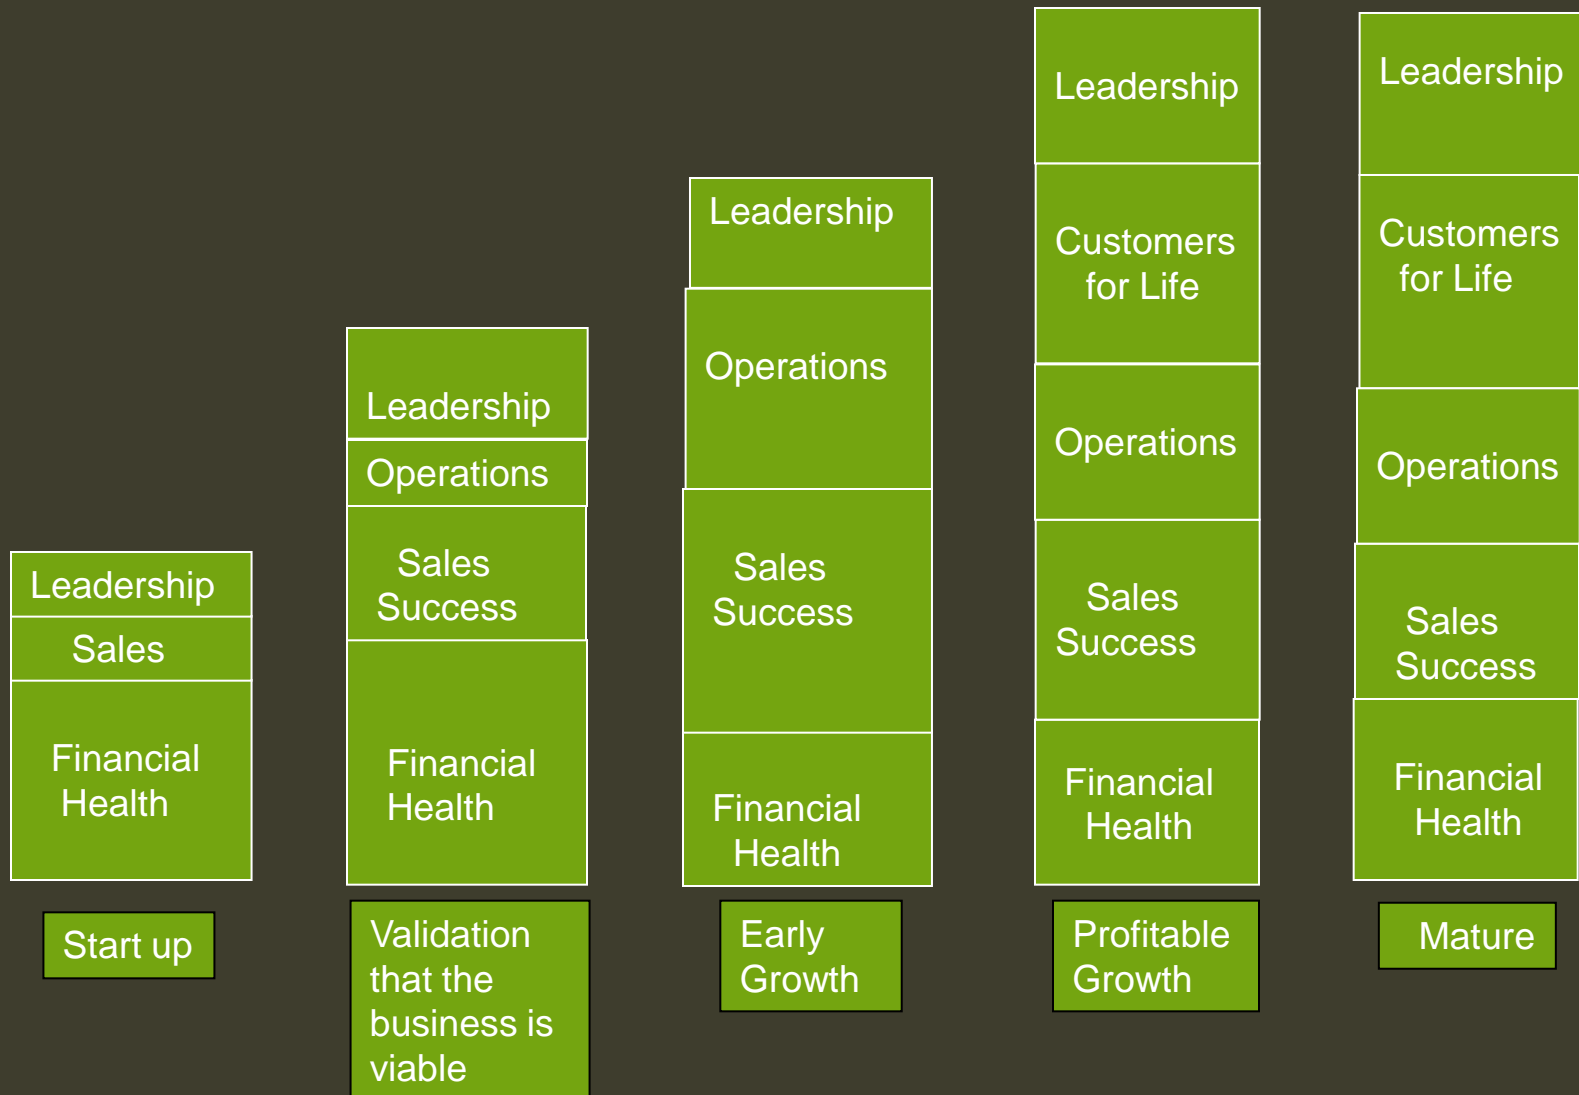 Leadership
Sales
Financial
Health
Start up
Leadership
Operations
Sales
Success
Financial
Health
Validation
that the
business is
viable
Leadership
Operations
Sales
Success
Financial
Health
Early
Growth
Leadership
Customers
for Life
Operations
Sales
Success
Financial
Health
Profitable
Growth
Leadership
Customers
for Life
Operations
Sales
Success
Financial
Health
Mature